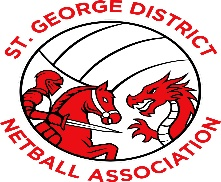 ST. GEORGE DISTRICT
NETBALL ASSOCIATION